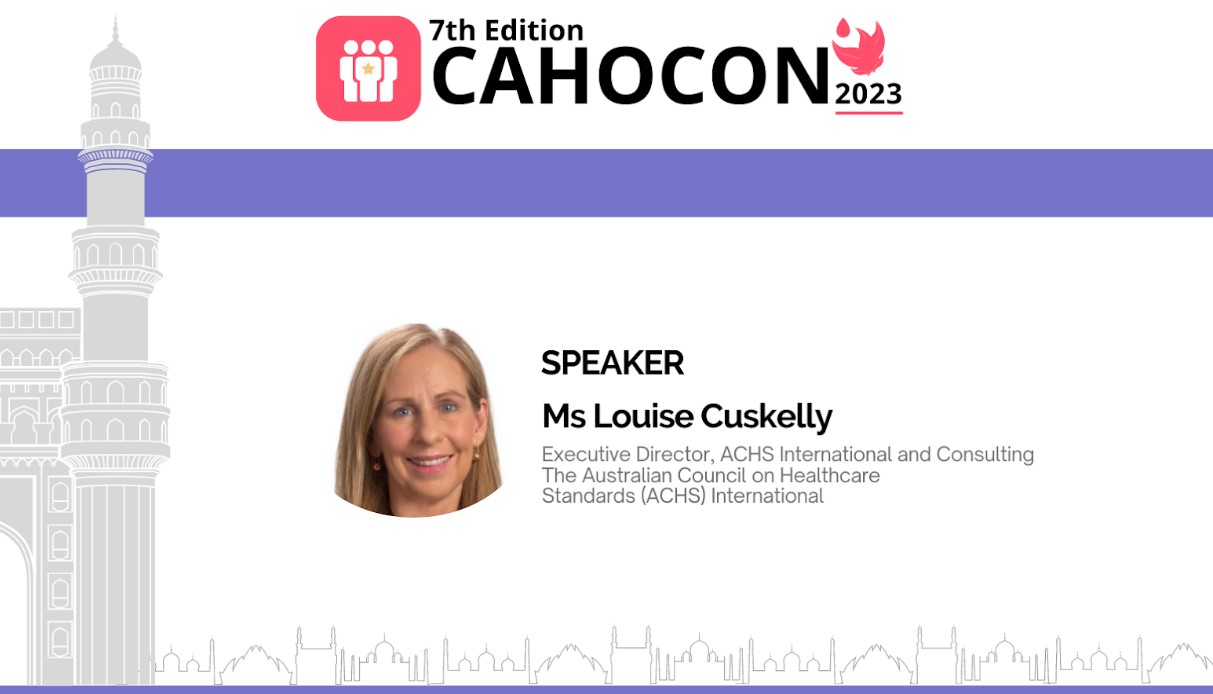 7th Edition
CAHOCON
2023
SPEAKER
Ms Louise Cuskelly
Executive Director, ACHS International and Consulting
The Australian Council on Healthcare
Standards (ACHS) International